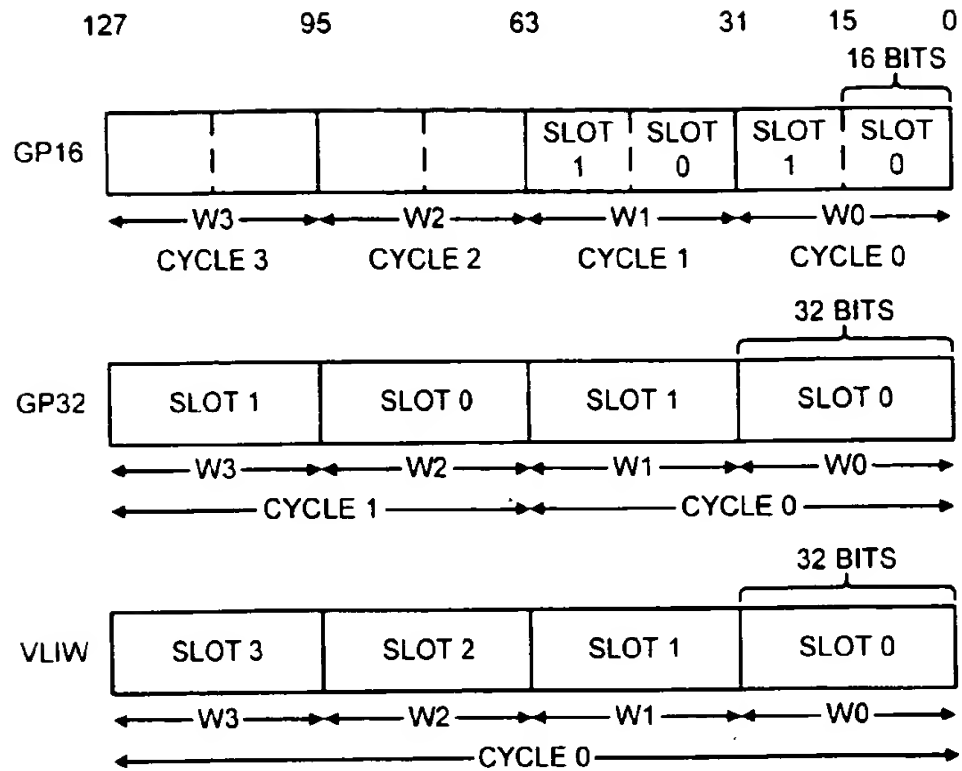 127 95 63 31 15 0
16 BITS
GP16 SLOT 1 SLOT 0 SLOT 1 SLOT 0
W3 W2 W1 W0
CYCLE 3 CYCLE 2 CYCLE 1 CYCLE 0
32 BITS
GP32 SLOT 1 SLOT 0 SLOT 1 SLOT 0
W3 W2 W1 W0
CYCLE 1 CYCLE 0
32 BITS
VLIW SLOT 3 SLOT 2 SLOT 1 SLOT 0
W3 W2 W1 W0
CYCLE 0